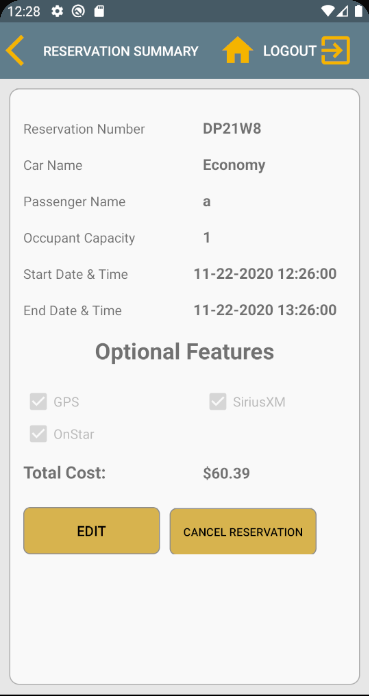 12:28
RESERVATION SUMMARY LOGOUT
Reservation Number DP21W8
Car Name Economy
Passenger Name a
Occupant Capacity 1
Start Date & Time 11-22-2020 12:26:00
End Date & Time 11-22-2020 13:26:00
Optional Features
GPS SiriusXM
OnStar
Total Cost: $60.39
EDIT CANCEL RESERVATION